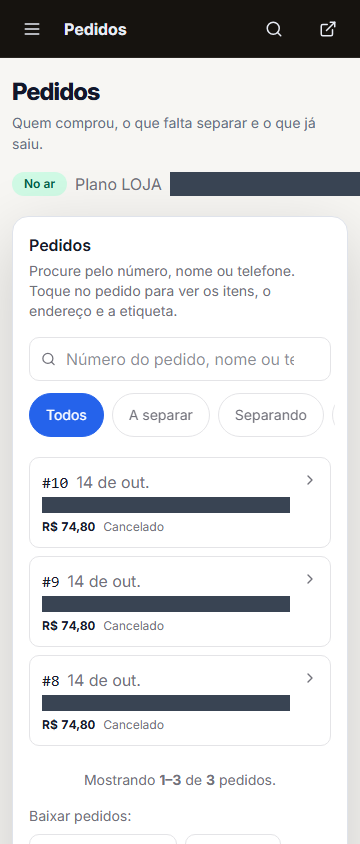 Pedidos
Pedidos
Quem comprou, o que falta separar e o que já
saiu.
No ar Plano LOJA
Pedidos
Procure pelo número, nome ou telefone.
Toque no pedido para ver os itens, o
endereço e a etiqueta.
Número do pedido, nome ou te
Todos A separar Separando
#10 14 de out.
R$ 74,80 Cancelado
#9 14 de out.
R$ 74,80 Cancelado
#8 14 de out.
R$ 74,80 Cancelado
Mostrando 1–3 de 3 pedidos.
Baixar pedidos: